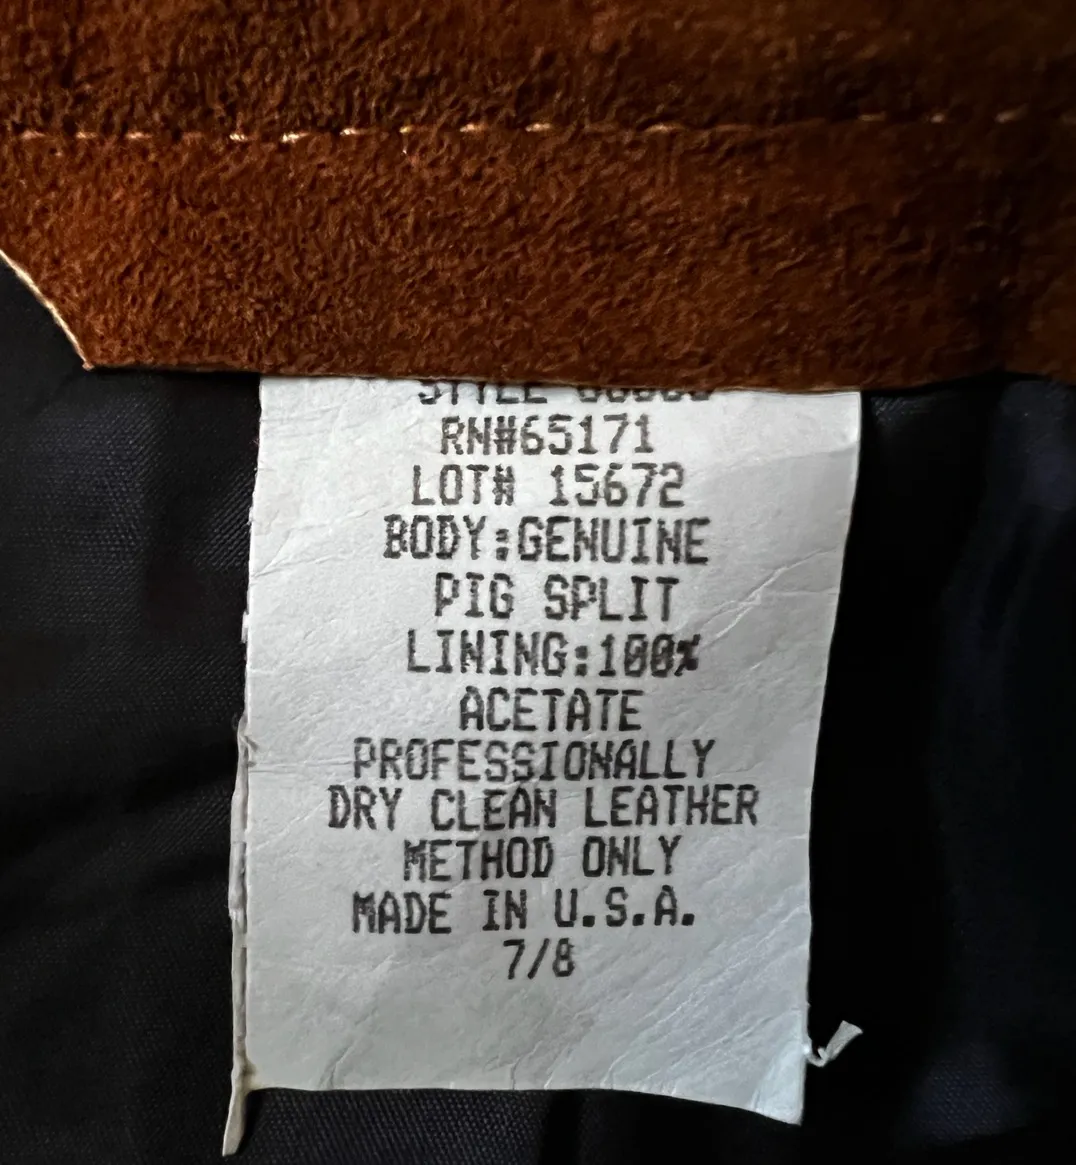 STYLE
RN#65171
LOT# 15672
BODY:GENUINE
PIG SPLIT
LINING:100%
ACETATE
PROFESSIONALLY
DRY CLEAN LEATHER
METHOD ONLY
MADE IN U.S.A.
7/8